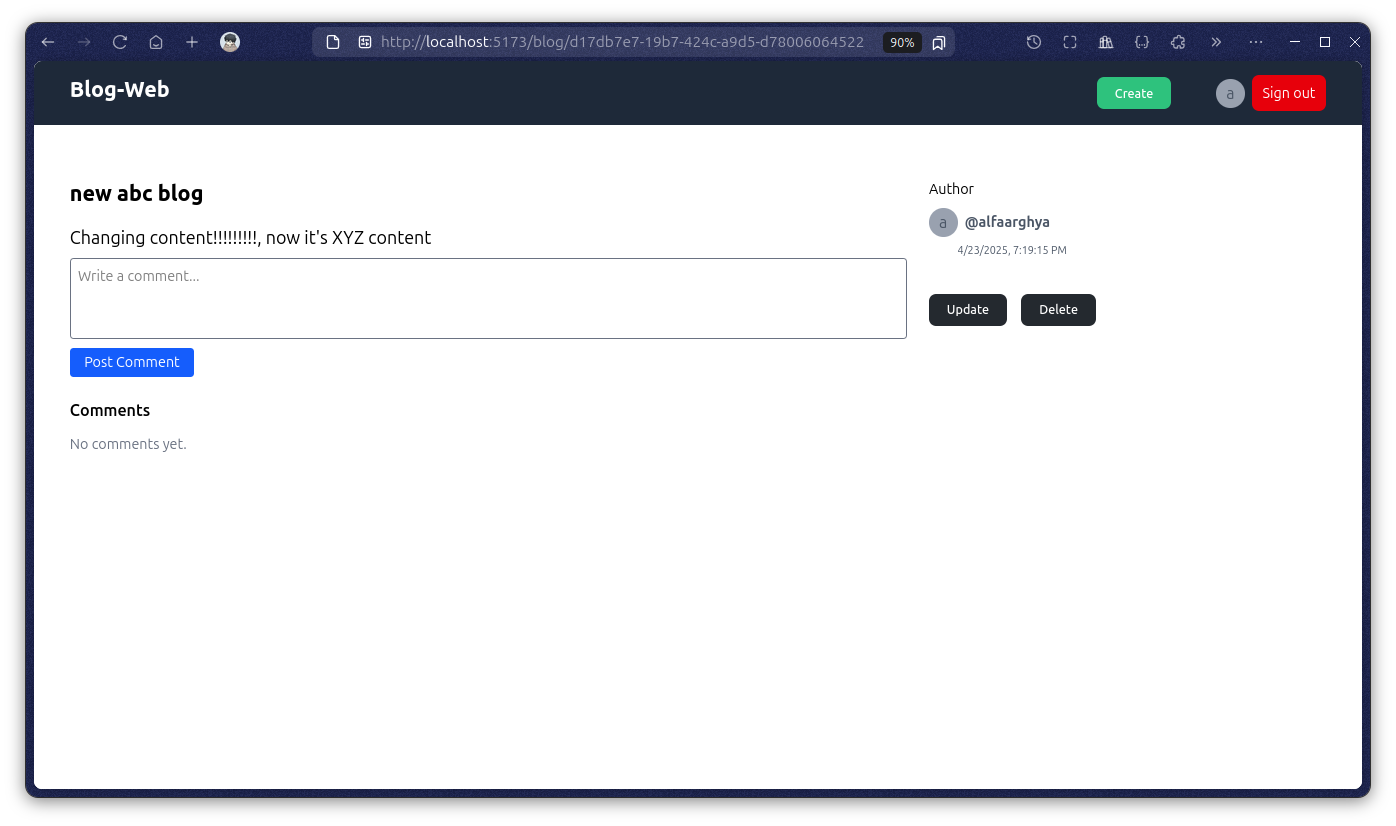 http://localhost:5173/blog/d17db7e7-19b7-424c-a9d5-d78006064522 90%
Blog-Web
Create
a
Sign out
new abc blog
Changing content!!!!!!!!!, now it's XYZ content
Write a comment...
Post Comment
Comments
No comments yet.
Author
a
@alfaarghya
4/23/2025, 7:19:15 PM
Update
Delete